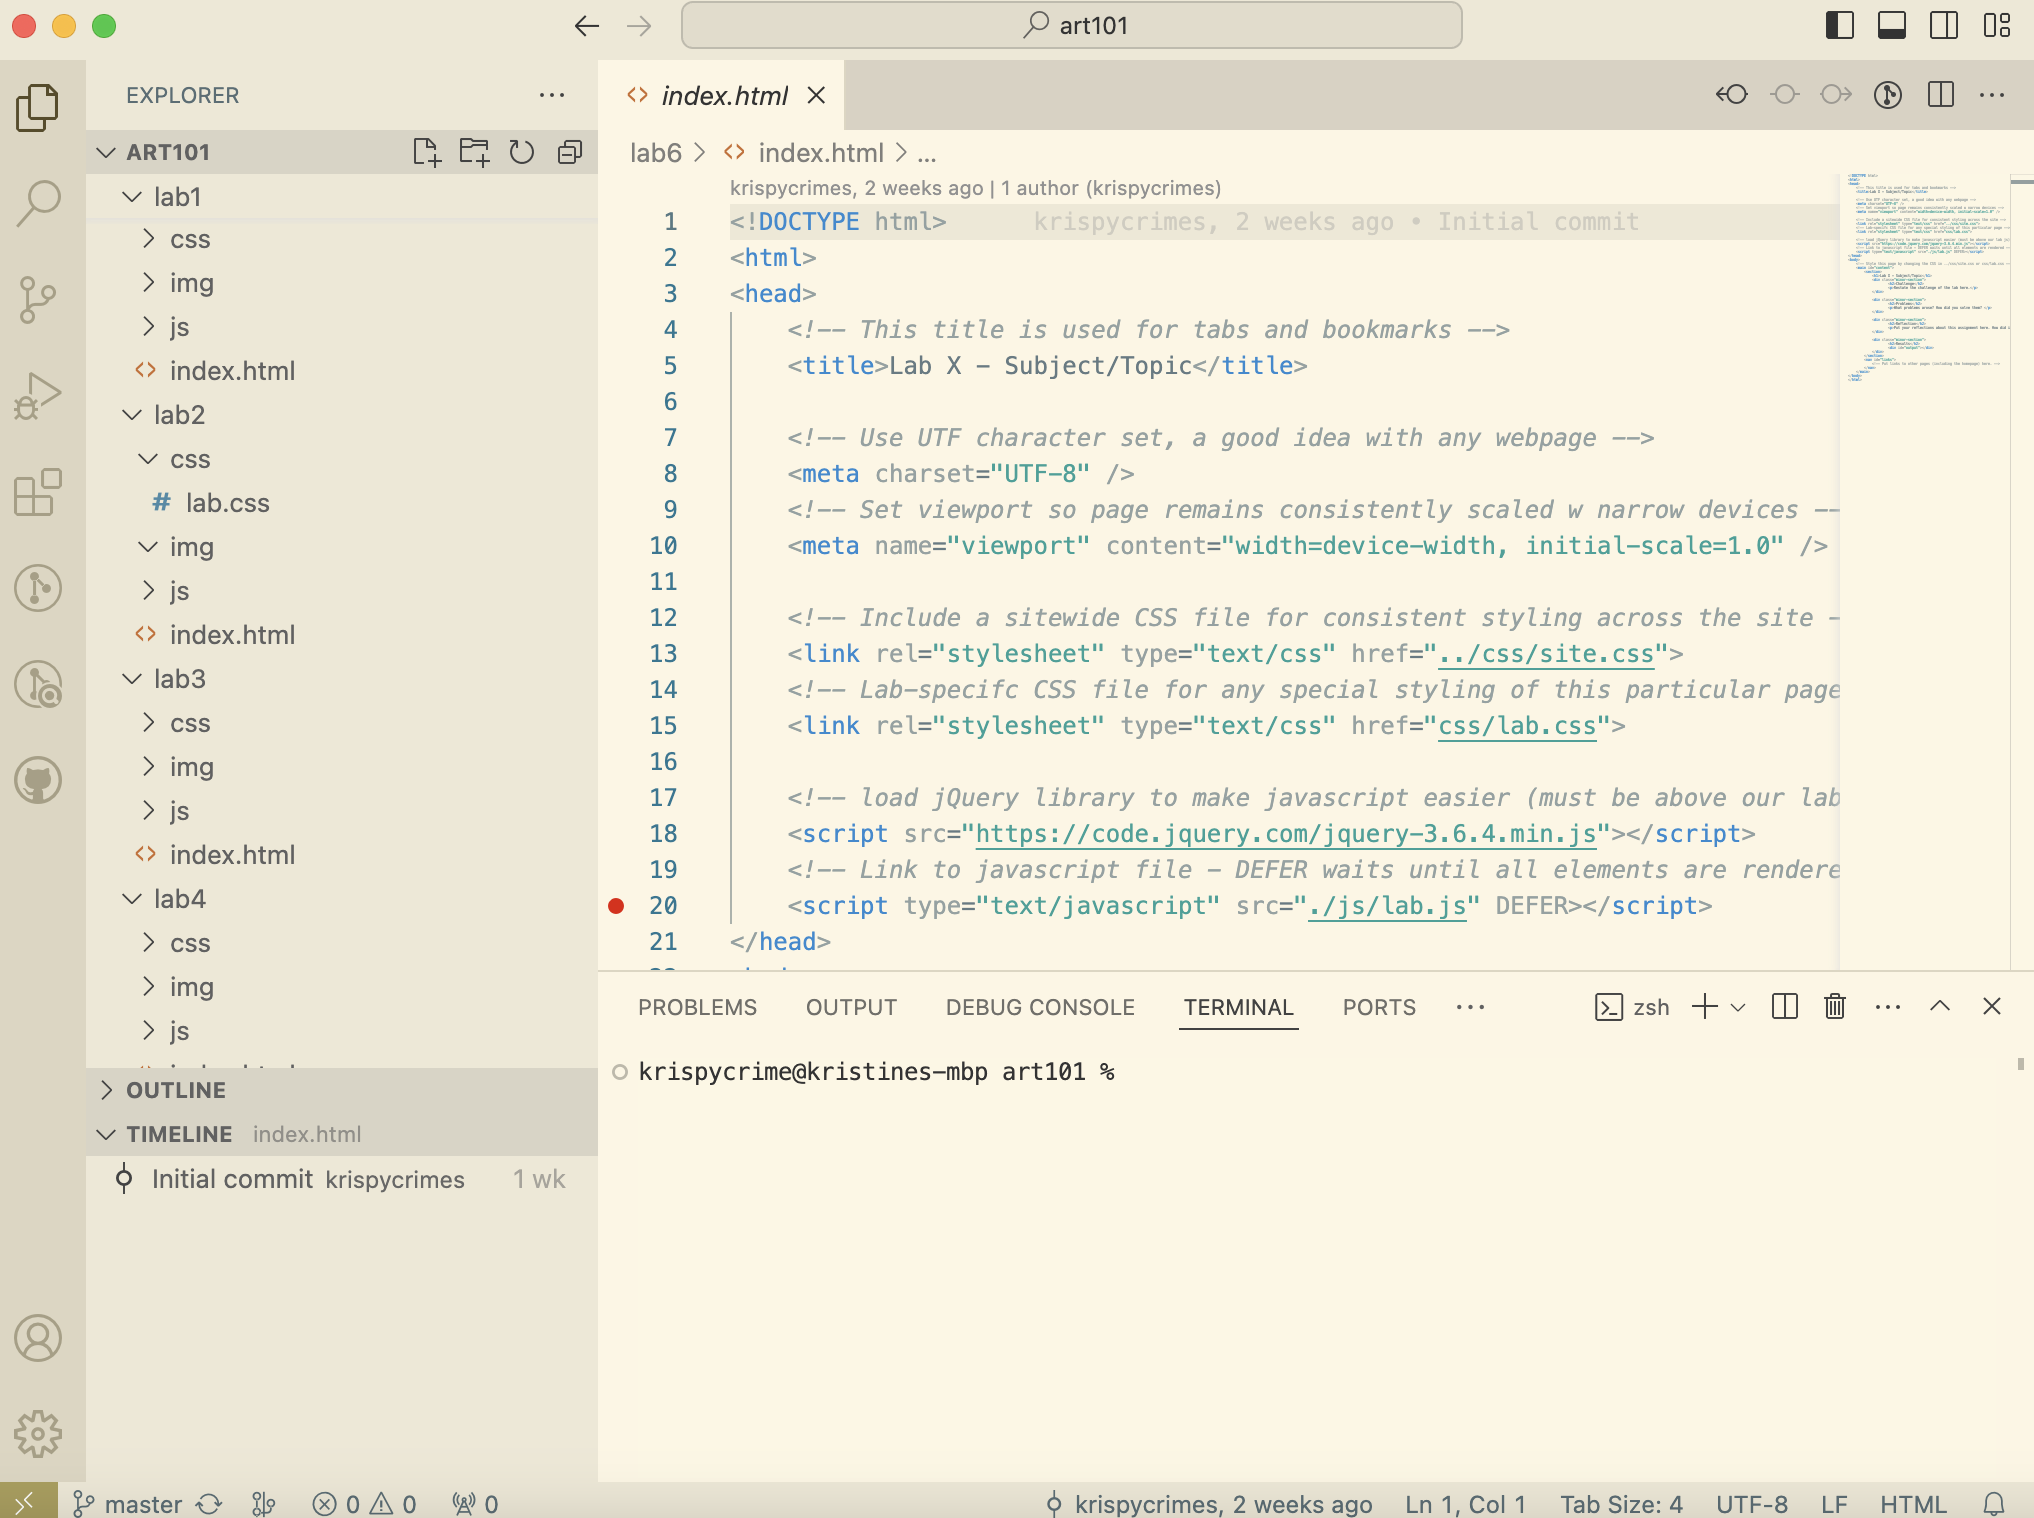 art101
EXPLORER
index.html
ART101
lab6 > index.html > ...
lab1
css
img
js
index.html
lab2
css
# lab.css
img
js
index.html
lab3
css
img
js
index.html
lab4
css
img
js
OUTLINE
TIMELINE index.html
Initial commit krispycrimes 1 wk
krispycrimes, 2 weeks ago | 1 author (krispycrimes)
1 <!DOCTYPE html> krispycrimes, 2 weeks ago • Initial commit
2 <html>
3 <head>
4 <!-- This title is used for tabs and bookmarks -->
5 <title>Lab X - Subject/Topic</title>
6
7 <!-- Use UTF character set, a good idea with any webpage -->
8 <meta charset="UTF-8" />
9 <!-- Set viewport so page remains consistently scaled w narrow devices --
10 <meta name="viewport" content="width=device-width, initial-scale=1.0" />
11
12 <!-- Include a sitewide CSS file for consistent styling across the site -
13 <link rel="stylesheet" type="text/css" href="../css/site.css">
14 <!-- Lab-specifc CSS file for any special styling of this particular page
15 <link rel="stylesheet" type="text/css" href="css/lab.css">
16
17 <!-- load jQuery library to make javascript easier (must be above our lab
18 <script src="https://code.jquery.com/jquery-3.6.4.min.js"></script>
19 <!-- Link to javascript file - DEFER waits until all elements are rendere
20 <script type="text/javascript" src="./js/lab.js" DEFER></script>
21 </head>
PROBLEMS OUTPUT DEBUG CONSOLE TERMINAL PORTS ... zsh
krispycrime@kristines-mbp art101 %
master 0 0 0 krispycrimes, 2 weeks ago Ln 1, Col 1 Tab Size: 4 UTF-8 LF HTML